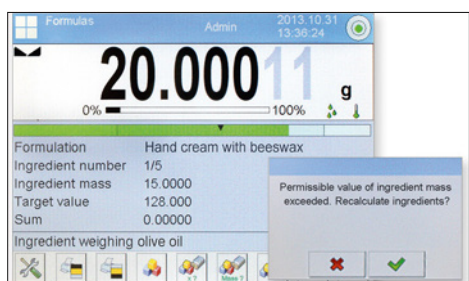 Formulas Admin 2013.10.31
13:36:24
20.00011 g
0% 100%
Formulation Hand cream with beeswax
Ingredient number 1/5
Ingredient mass 15.0000
Target value 128.000
Sum 0.00000
Ingredient weighing olive oil
Permissible value of ingredient mass
exceeded. Recalculate ingredients?
x ? Mass ?